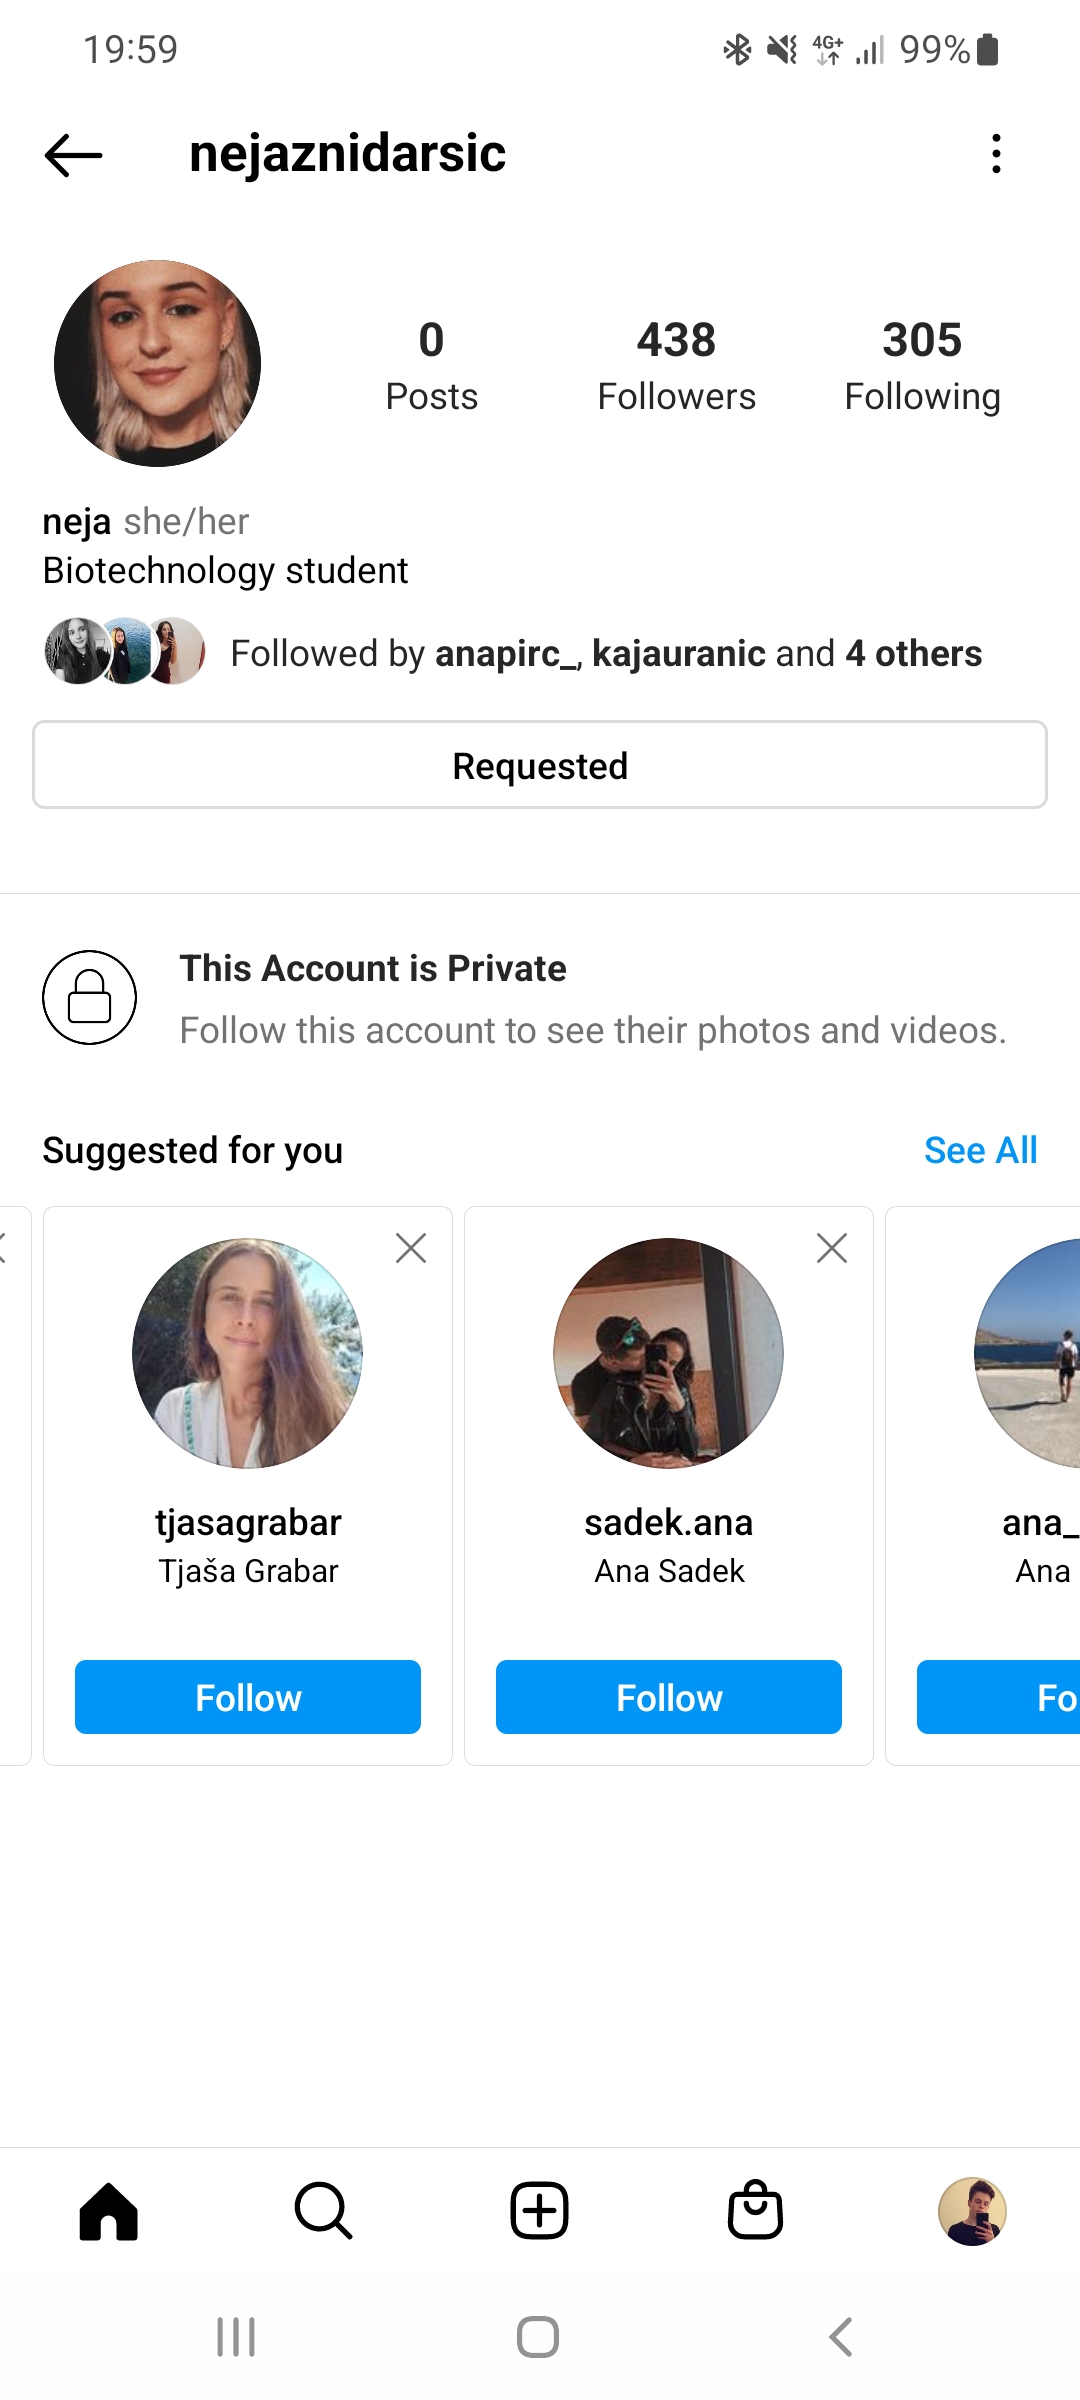 19:59 4G+ 99%
nejaznidarsic
0 438 305
Posts Followers Following
neja she/her
Biotechnology student
Followed by anapirc_, kajauranic and 4 others
Requested
This Account is Private
Follow this account to see their photos and videos.
Suggested for you See All
tjasagrabar sadek.ana ana_
Tjaša Grabar Ana Sadek Ana
Follow Follow Fo